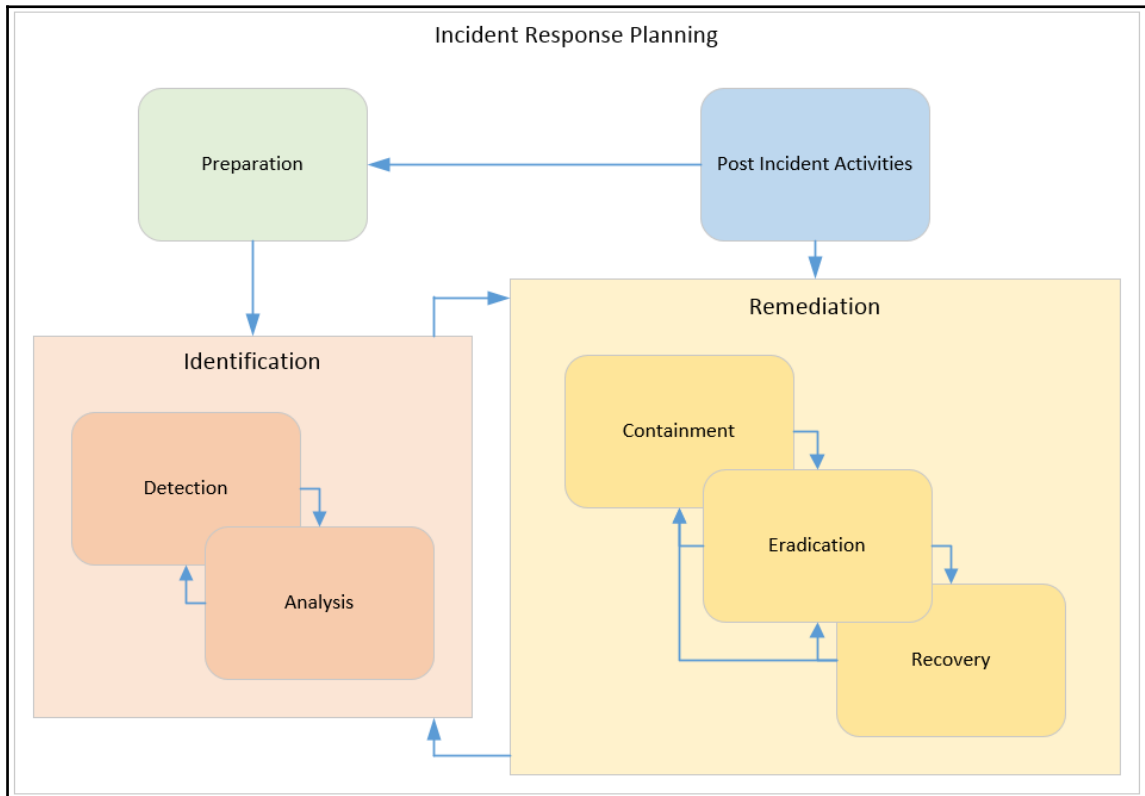 Incident Response Planning
Preparation
Post Incident Activities
Identification
Detection
Analysis
Remediation
Containment
Eradication
Recovery